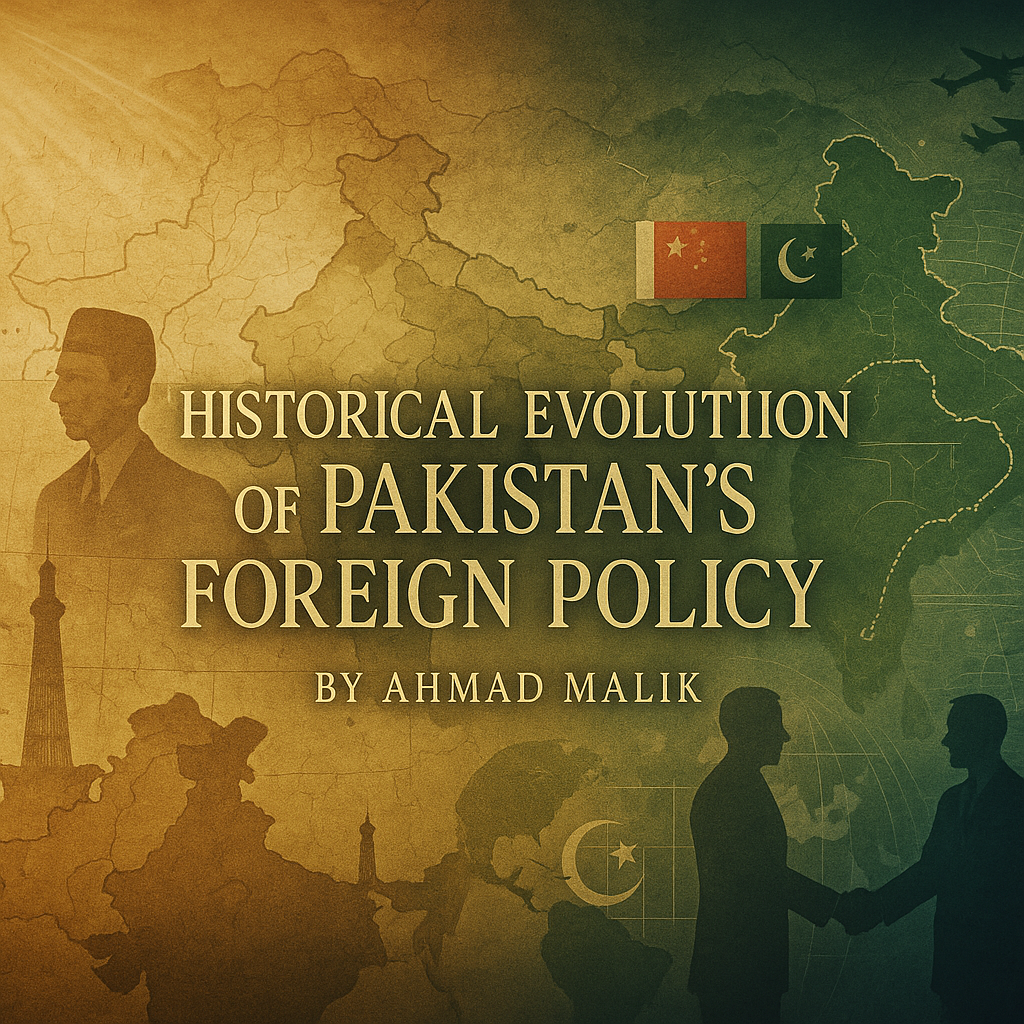 HISTORICAL EVOLUTIION
OF PAKISTAN'S
FOREIGN POLICY
BY AHMAD MALIK